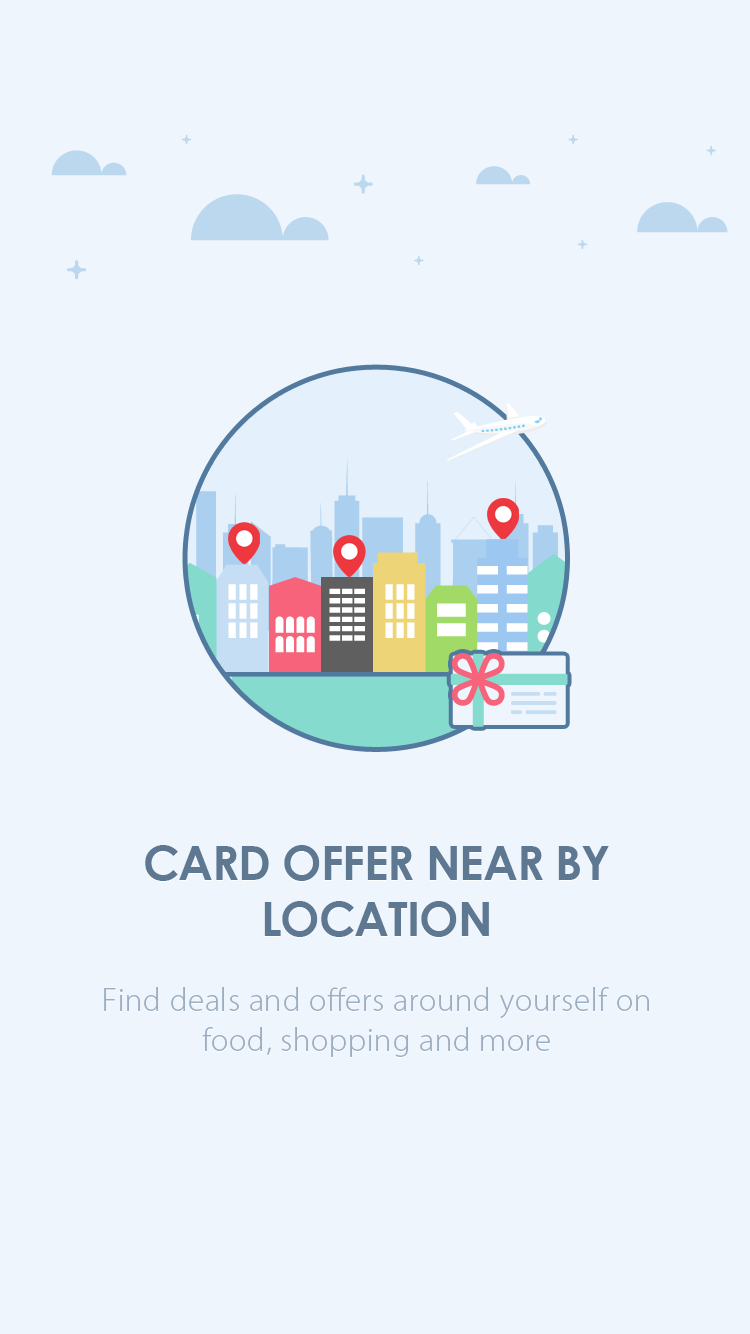 CARD OFFER NEAR BY
LOCATION
Find deals and offers around yourself on
food, shopping and more